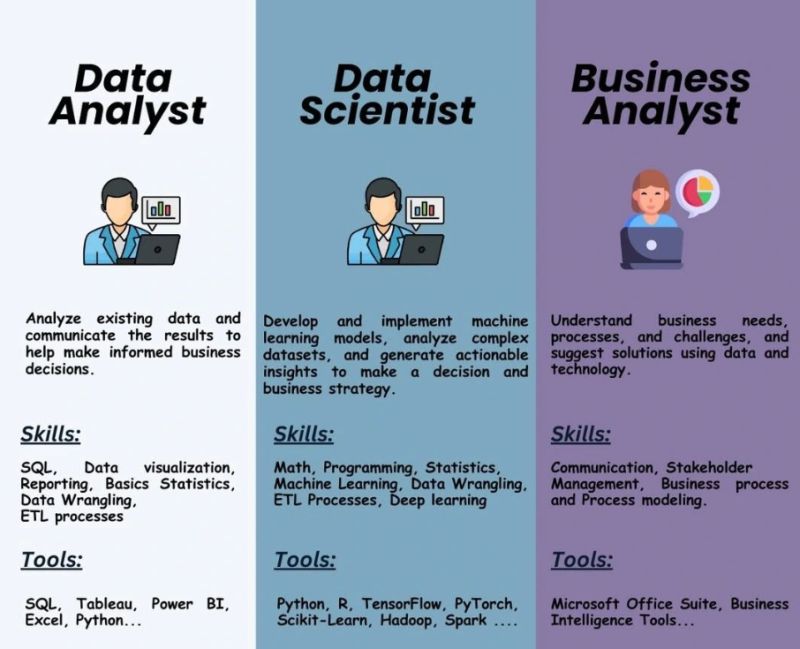 Data
Analyst
Analyze existing data and
communicate the results to
help make informed business
decisions.
Skills:
SQL, Data visualization,
Reporting, Basics Statistics,
Data Wrangling,
ETL processes
Tools:
SQL, Tableau, Power BI,
Excel, Python...
Data
Scientist
Develop and implement machine
learning models, analyze complex
datasets, and generate actionable
insights to make a decision and
business strategy.
Skills:
Math, Programming, Statistics,
Machine Learning, Data Wrangling,
ETL Processes, Deep learning
Tools:
Python, R, TensorFlow, PyTorch,
Scikit-Learn, Hadoop, Spark ....
Business
Analyst
Understand business needs,
processes, and challenges, and
suggest solutions using data and
technology.
Skills:
Communication, Stakeholder
Management, Business process
and Process modeling.
Tools:
Microsoft Office Suite, Business
Intelligence Tools...